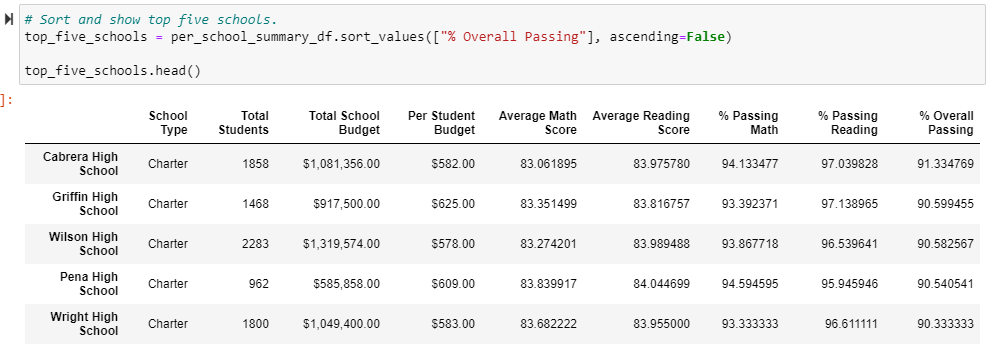 # Sort and show top five schools.
top_five_schools = per_school_summary_df.sort_values(["% Overall Passing"], ascending=False)
top_five_schools.head()
]:
School Type Total Students Total School Budget Per Student Budget Average Math Score Average Reading Score % Passing Math % Passing Reading % Overall Passing
Cabrera High School Charter 1858 $1,081,356.00 $582.00 83.061895 83.975780 94.133477 97.039828 91.334769
Griffin High School Charter 1468 $917,500.00 $625.00 83.351499 83.816757 93.392371 97.138965 90.599455
Wilson High School Charter 2283 $1,319,574.00 $578.00 83.274201 83.989488 93.867718 96.539641 90.582567
Pena High School Charter 962 $585,858.00 $609.00 83.839917 84.044699 94.594595 95.945946 90.540541
Wright High School Charter 1800 $1,049,400.00 $583.00 83.682222 83.955000 93.333333 96.611111 90.333333